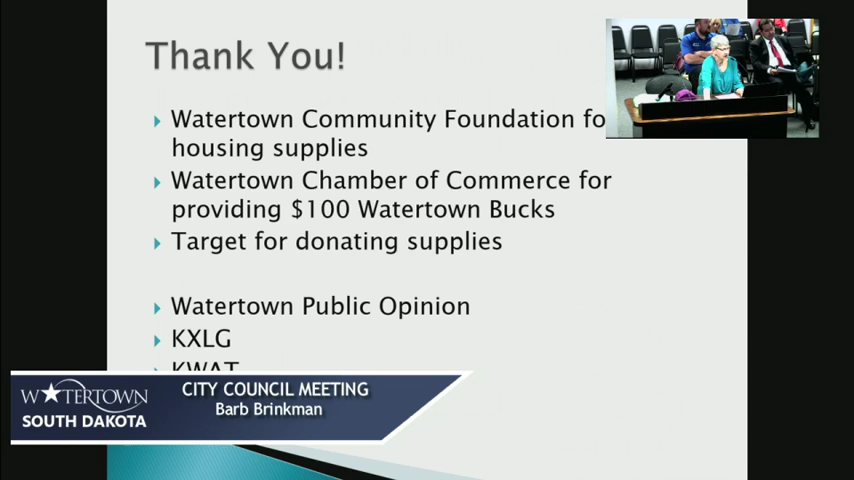 Thank You!
Watertown Community Foundation fo
housing supplies
Watertown Chamber of Commerce for
providing $100 Watertown Bucks
Target for donating supplies
Watertown Public Opinion
KXLG
KWAT
WATERTOWN
SOUTH DAKOTA
CITY COUNCIL MEETING
Barb Brinkman